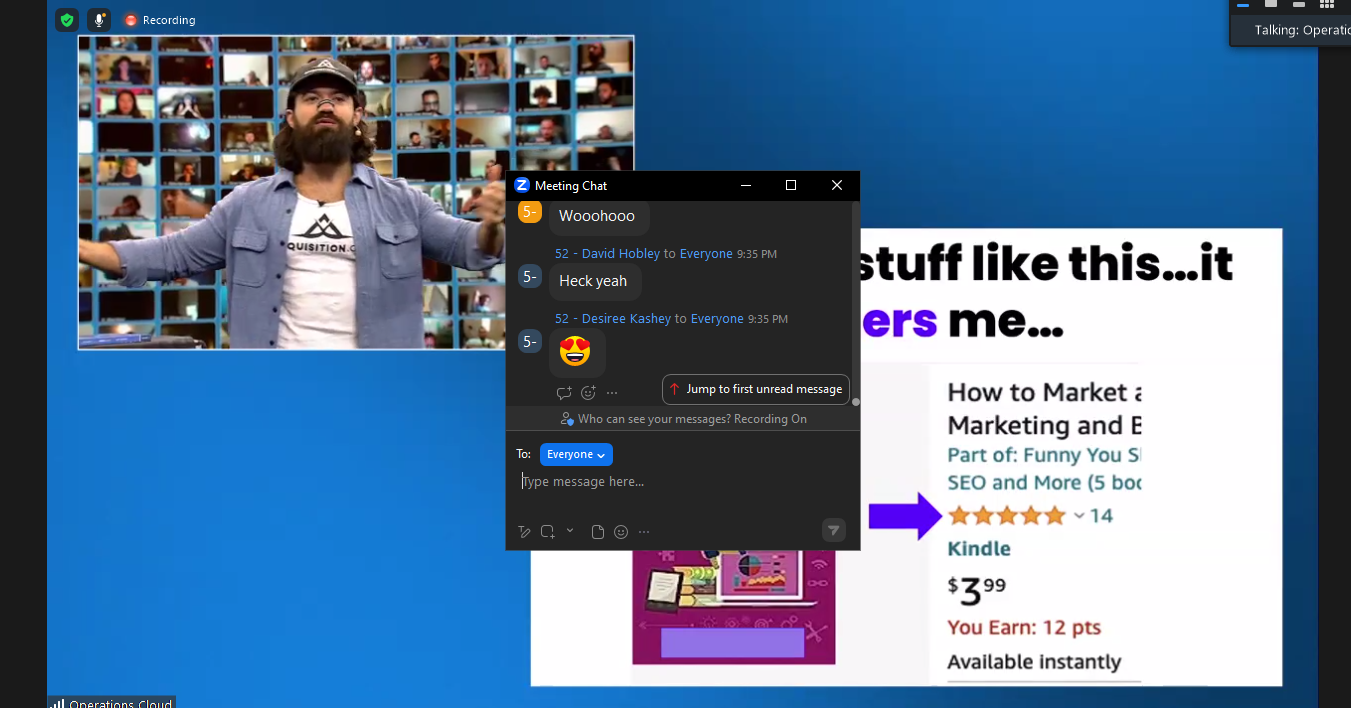 Recording
Talking: Operatio
QUISITION.C
Meeting Chat
5-
Wooohooo
52 - David Hobley to Everyone 9:35 PM
5-
Heck yeah
52 - Desiree Kashey to Everyone 9:35 PM
5-
Jump to first unread message
Who can see your messages? Recording On
To: Everyone
Type message here...
stuff like this...it
ers me...
How to Market a
Marketing and B
Part of: Funny You S
SEO and More (5 boo
14
Kindle
$3 99
You Earn: 12 pts
Available instantly
Operations Cloud